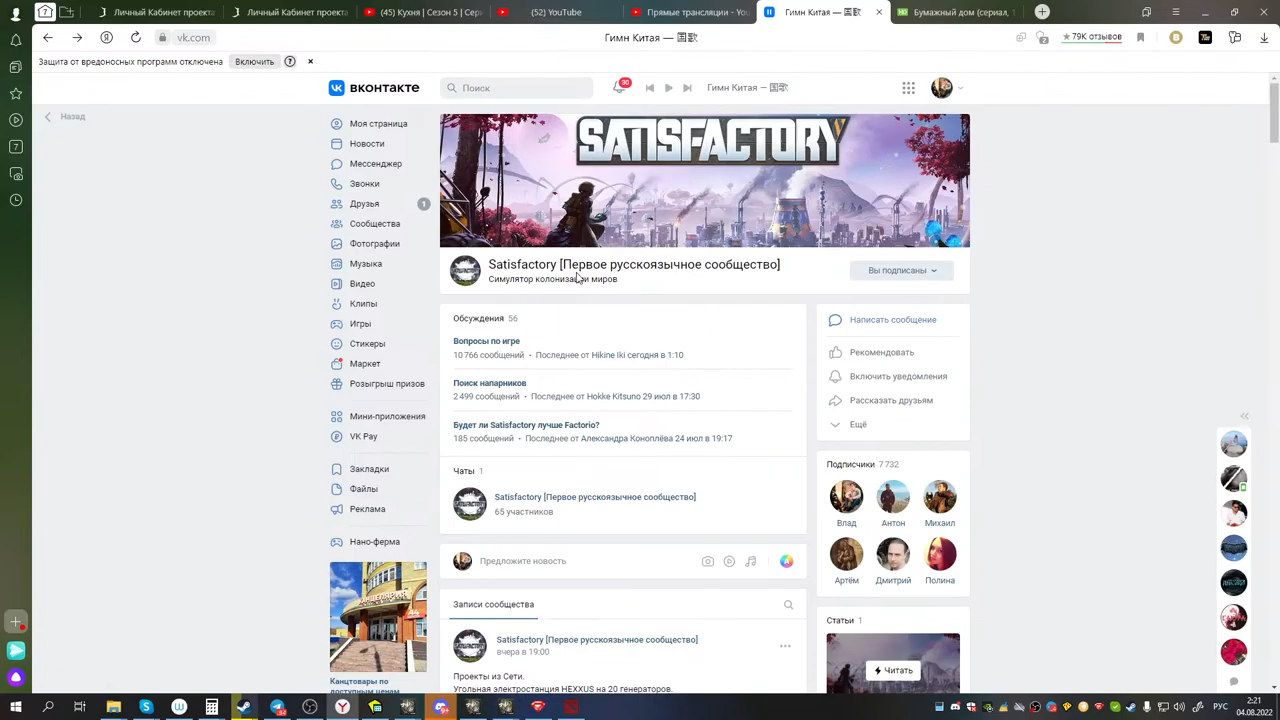 7
Личный Кабинет проекта
Личный Кабинет проекта
(45) Кухня | Сезон 5 | Сер
(52) YouTube
Прямые трансляции - You
Гимн Китая — 国歌
Бумажный дом (сериал, 1
vk.com
Гимн Китая — 国歌
★ 79K отзывов
Защита от вредоносных программ отключена
Включить
вконтакте
Поиск
90
Гимн Китая — 国歌
Назад
SATISFACTORY
Моя страница
Новости
Мессенджер
Звонки
Друзья
1
Сообщества
Фотографии
Музыка
Видео
Клипы
Игры
Стикеры
Маркет
Розыгрыш призов
Мини-приложения
VK Pay
Закладки
Файлы
Реклама
Нано-ферма
Канцтовары по
доступным ценам
Satisfactory [Первое русскоязычное сообщество]
Симулятор колонизации миров
Вы подписаны
Обсуждения 56
Вопросы по игре
10 766 сообщений • Последнее от Hikine Iki сегодня в 1:10
Поиск напарников
2 499 сообщений • Последнее от Hokke Kitsuno 29 июл в 17:30
Будет ли Satisfactory лучше Factorio?
185 сообщений • Последнее от Александра Коноплёва 24 июл в 19:17
Чаты 1
Satisfactory [Первое русскоязычное сообщество]
65 участников
Предложите новость
Записи сообщества
Satisfactory [Первое русскоязычное сообщество]
вчера в 19:00
Проекты из Сети.
Угольная электростанция HEXXUS на 20 генераторов.
Написать сообщение
Рекомендовать
Включить уведомления
Рассказать друзьям
Ещё
Подписчики 7 732
Влад
Антон
Михаил
Артём
Дмитрий
Полина
Статьи 1
Читать
РУС
2:21
04.08.2022